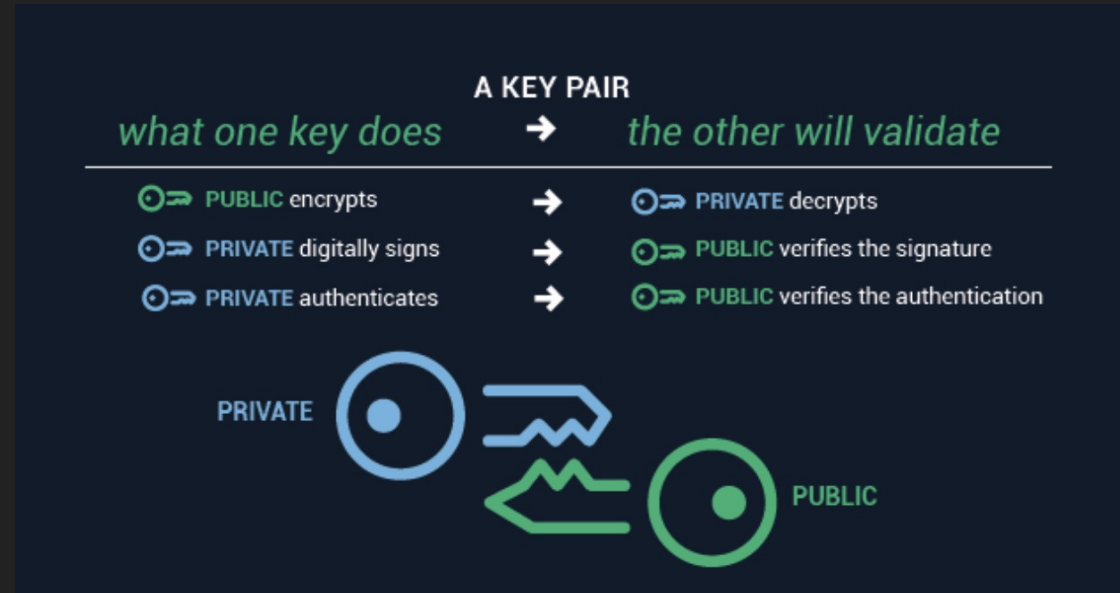 A KEY PAIR
what one key does → the other will validate
PUBLIC encrypts → PRIVATE decrypts
PRIVATE digitally signs → PUBLIC verifies the signature
PRIVATE authenticates → PUBLIC verifies the authentication
PRIVATE
PUBLIC